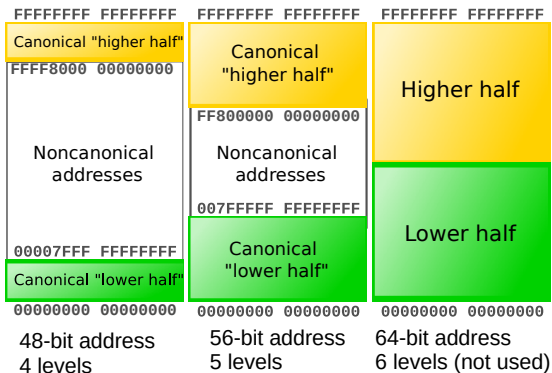 FFFFFFFF FFFFFFFF
Canonical "higher half"
FFFF8000 00000000
Noncanonical
addresses
00007FFF FFFFFFFF
Canonical "lower half"
00000000 00000000
48-bit address
4 levels
FFFFFFFF FFFFFFFF
Canonical
"higher half"
FF800000 00000000
Noncanonical
addresses
007FFFFF FFFFFFFF
Canonical
"lower half"
00000000 00000000
56-bit address
5 levels
FFFFFFFF FFFFFFFF
Higher half
Lower half
00000000 00000000
64-bit address
6 levels (not used)